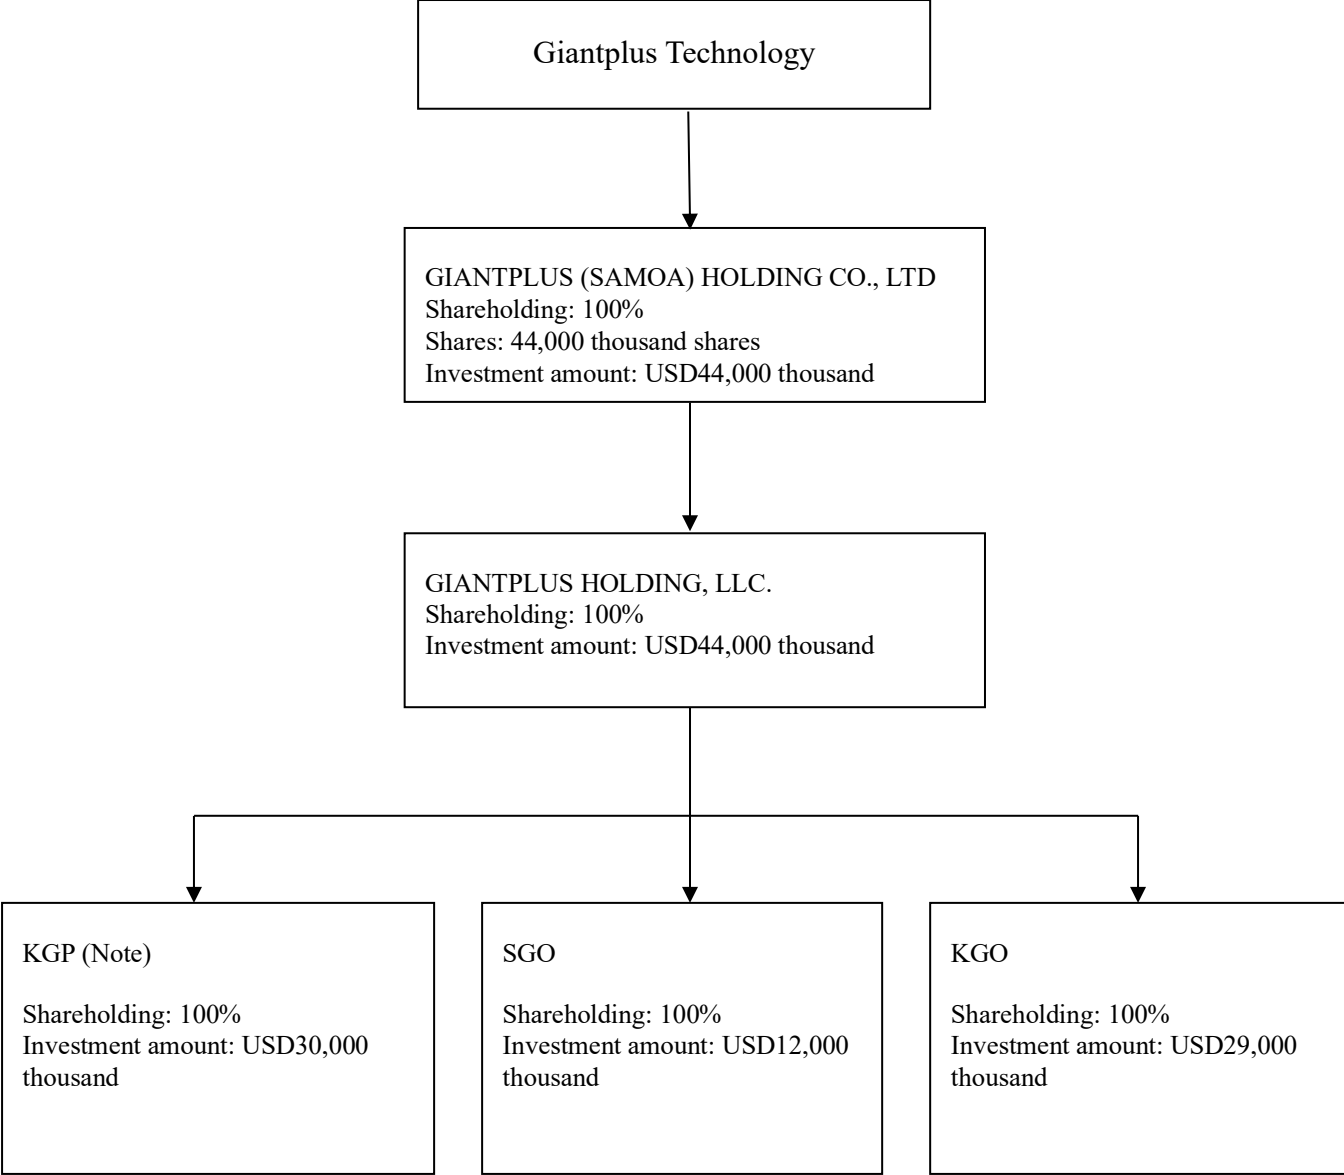 Giantplus Technology
GIANTPLUS (SAMOA) HOLDING CO., LTD
Shareholding: 100%
Shares: 44,000 thousand shares
Investment amount: USD44,000 thousand
GIANTPLUS HOLDING, LLC.
Shareholding: 100%
Investment amount: USD44,000 thousand
KGP (Note)
Shareholding: 100%
Investment amount: USD30,000
thousand
SGO
Shareholding: 100%
Investment amount: USD12,000
thousand
KGO
Shareholding: 100%
Investment amount: USD29,000
thousand